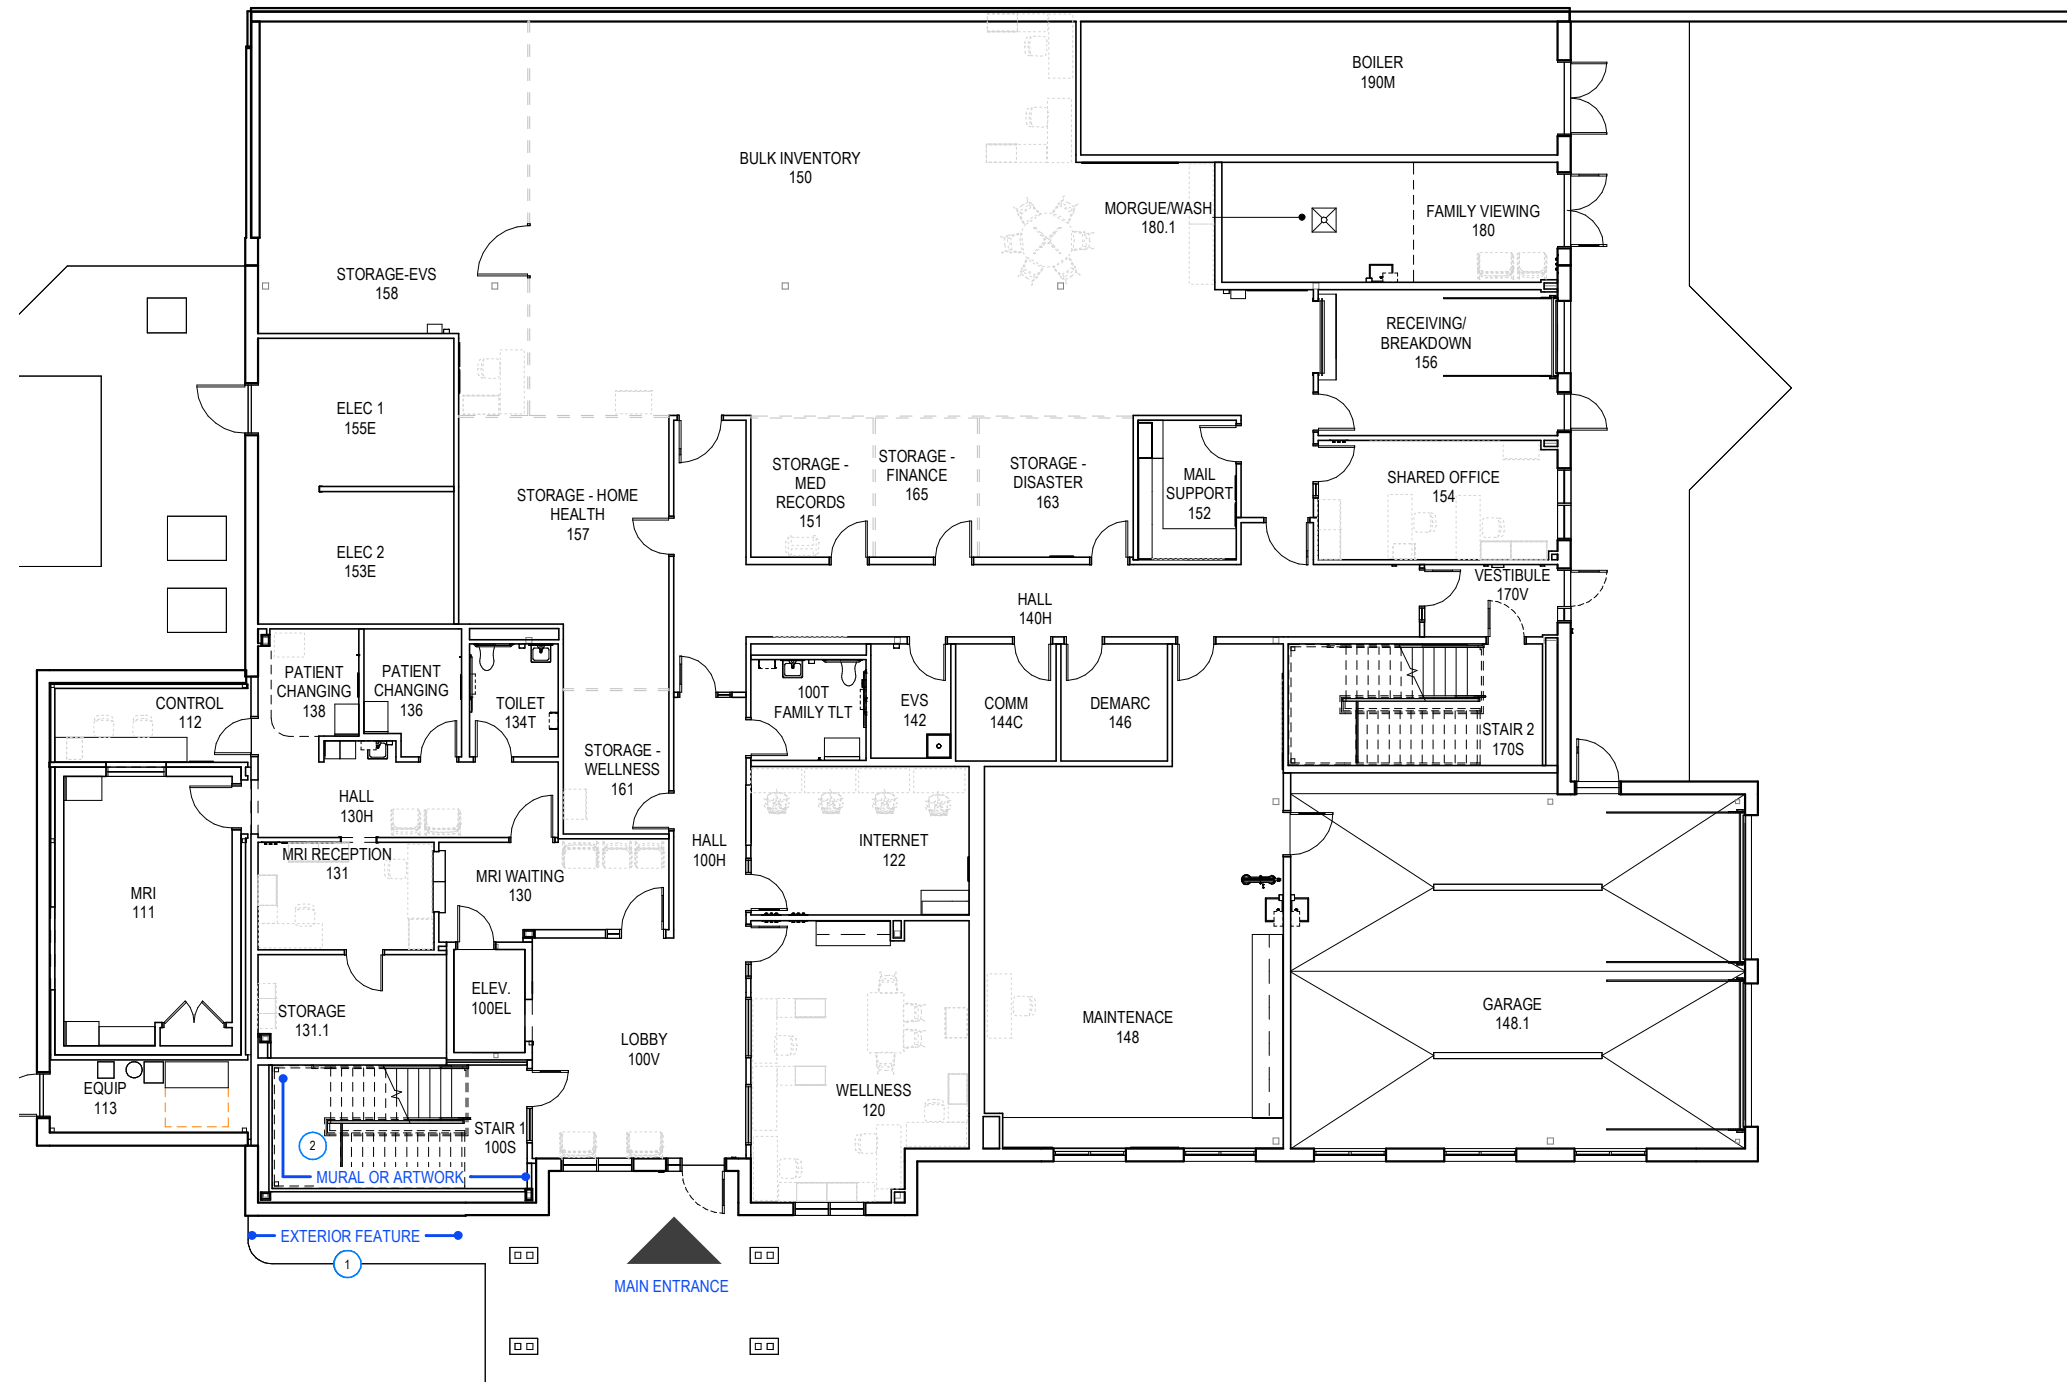 BOILER
190M
BULK INVENTORY
150
MORGUE/WASH
180.1
FAMILY VIEWING
180
STORAGE-EVS
158
RECEIVING/
BREAKDOWN
156
ELEC 1
155E
STORAGE - HOME
HEALTH
157
STORAGE -
MED
RECORDS
151
STORAGE -
FINANCE
165
STORAGE -
DISASTER
163
MAIL
SUPPORT
152
SHARED OFFICE
154
ELEC 2
153E
HALL
140H
VESTIBULE
170V
PATIENT
CHANGING
138
PATIENT
CHANGING
136
TOILET
134T
100T
FAMILY TLT
EVS
142
COMM
144C
DEMARC
146
STAIR 2
170S
CONTROL
112
STORAGE -
WELLNESS
161
HALL
130H
HALL
100H
INTERNET
122
MRI RECEPTION
131
MRI WAITING
130
MRI
111
STORAGE
131.1
ELEV.
100EL
LOBBY
100V
MAINTENACE
148
GARAGE
148.1
EQUIP
113
WELLNESS
120
STAIR 1
100S
2
MURAL OR ARTWORK
EXTERIOR FEATURE
1
MAIN ENTRANCE